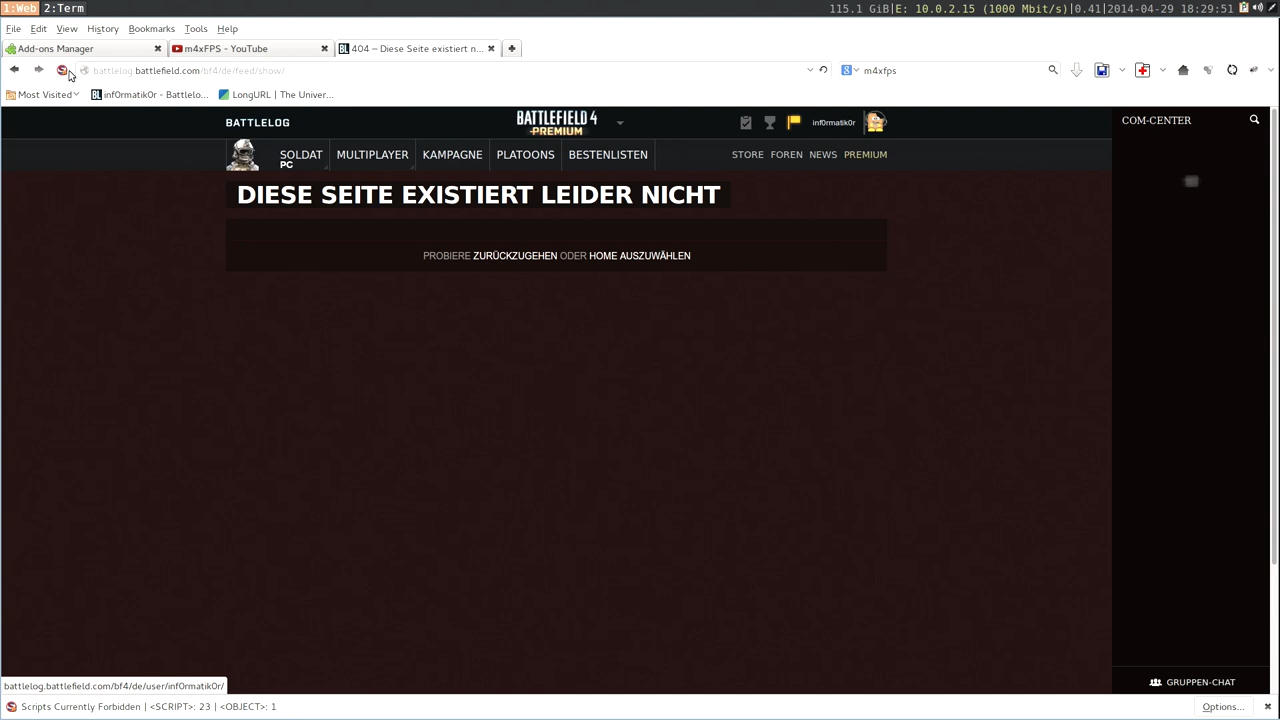 1:Web 2:Term 115.1 GiB|E: 10.0.2.15 (1000 Mbit/s)|0.41|2014-04-29 18:29:51
File Edit View History Bookmarks Tools Help
Add-ons Manager m4xFPS - YouTube 404 – Diese Seite existiert n...
battlelog.battlefield.com/bf4/de/feed/show/ m4xfps
Most Visited inf0rmatik0r - Battlelo... LongURL | The Univer...
BATTLELOG BATTLEFIELD 4 PREMIUM inf0rmatik0r COM-CENTER
SOLDAT PC MULTIPLAYER KAMPAGNE PLATOONS BESTENLISTEN STORE FOREN NEWS PREMIUM
DIESE SEITE EXISTIERT LEIDER NICHT
PROBIERE ZURÜCKZUGEHEN ODER HOME AUSZUWÄHLEN
GRUPPEN-CHAT
battlelog.battlefield.com/bf4/de/user/inf0rmatik0r/
Scripts Currently Forbidden | <SCRIPT>: 23 | <OBJECT>: 1 Options...